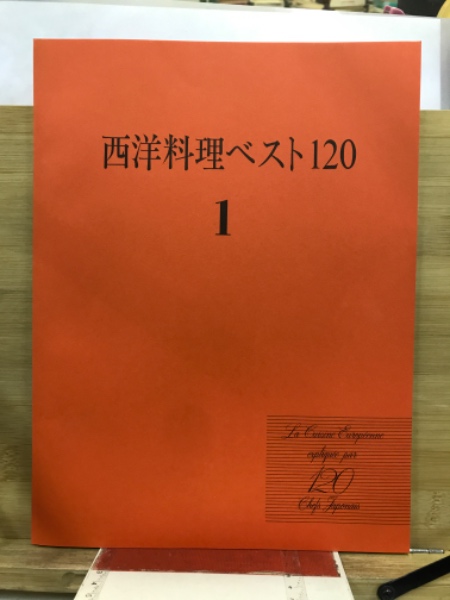 西洋料理ベスト120
1
La Cuisine Européenne
expliquée par
120
Chefs Japonais